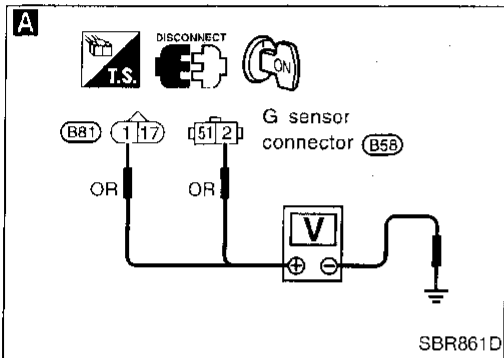 A
T.S.
DISCONNECT
ON
B81 1 17 51 2 G sensor
connector B58
OR OR
V
+ -
SBR861D